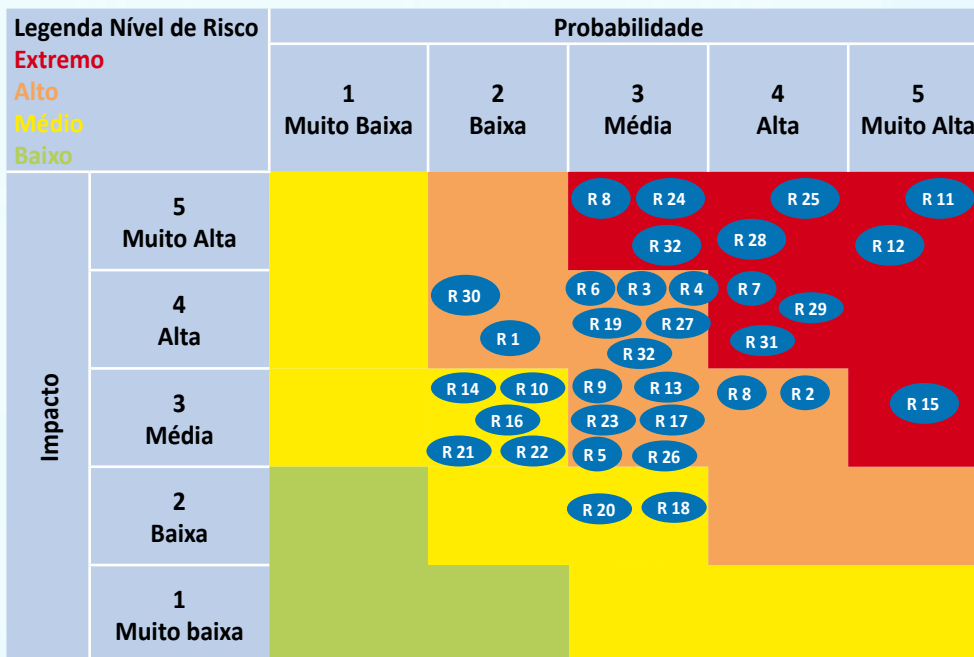 Legenda Nível de Risco
Extremo
Alto
Médio
Baixo
Probabilidade
1
Muito Baixa
2
Baixa
3
Média
4
Alta
5
Muito Alta
Impacto
5
Muito Alta
R 8 R 24 R 25 R 11
R 32 R 28 R 12
4
Alta
R 30 R 6 R 3 R 4 R 7
R 1 R 19 R 27 R 29
R 32 R 31
3
Média
R 14 R 10 R 9 R 13 R 8 R 2
R 16 R 23 R 17 R 15
R 21 R 22 R 5 R 26
2
Baixa
R 20 R 18
1
Muito baixa